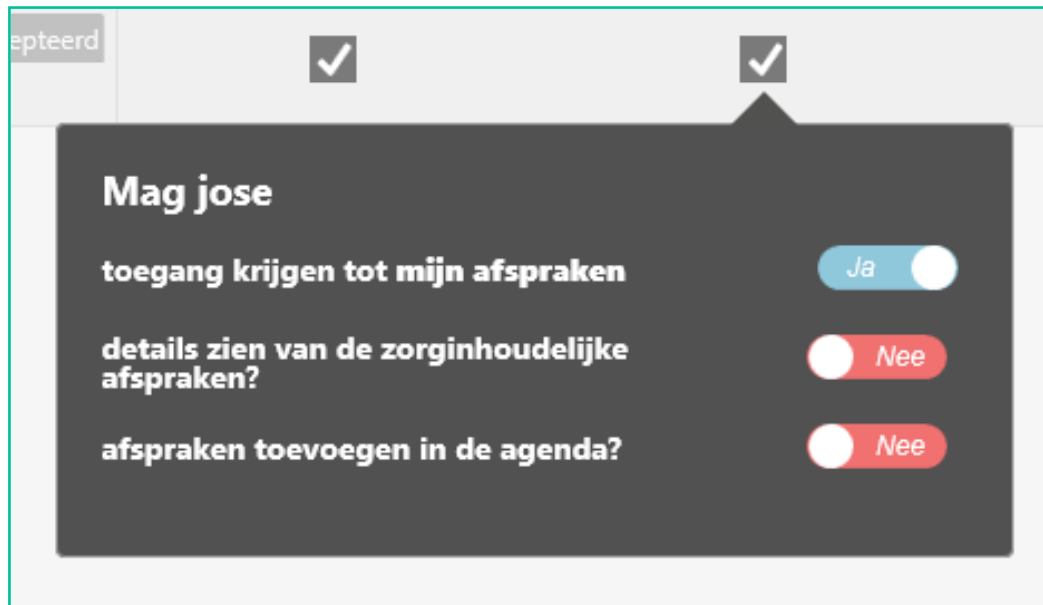 epteerd
Mag jose
toegang krijgen tot mijn afspraken
Ja
details zien van de zorginhoudelijke
afspraken?
Nee
afspraken toevoegen in de agenda?
Nee